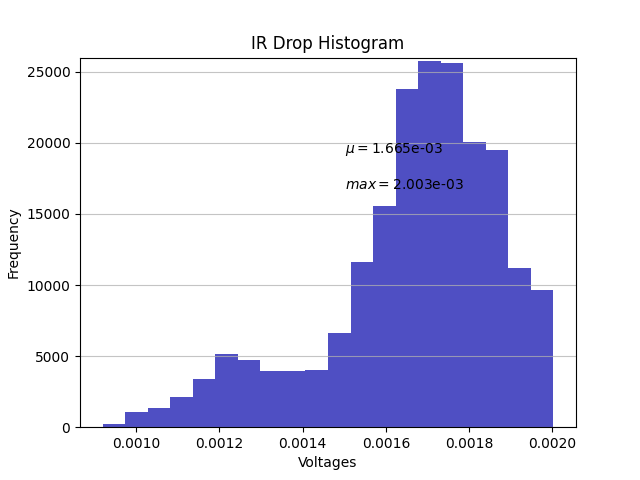 IR Drop Histogram
25000
20000
15000
10000
5000
0
Frequency
μ = 1.665e-03
max = 2.003e-03
0.0010 0.0012 0.0014 0.0016 0.0018 0.0020
Voltages